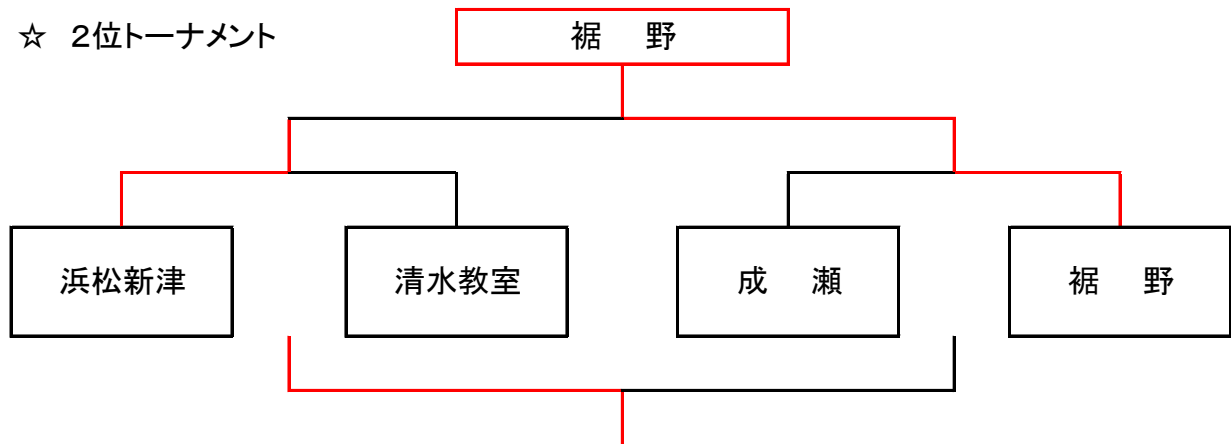 ☆　２位トーナメント
裾　野
浜松新津
清水教室
成　瀬
裾　野